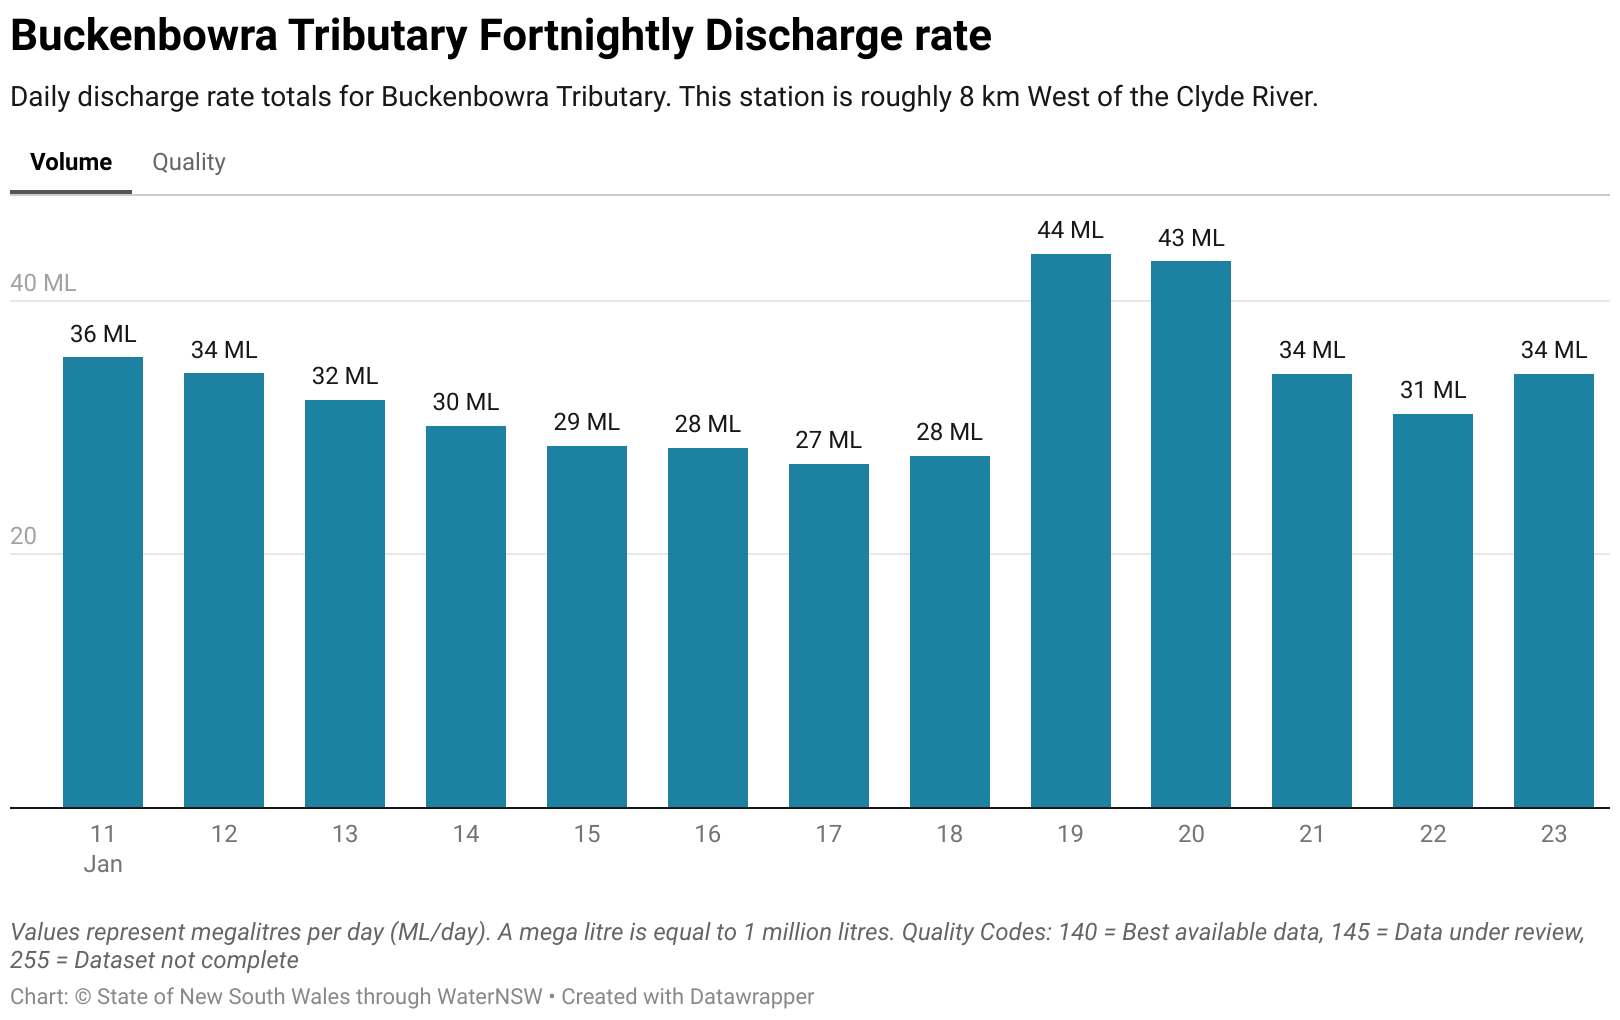 Buckenbowra Tributary Fortnightly Discharge rate
Daily discharge rate totals for Buckenbowra Tributary. This station is roughly 8 km West of the Clyde River.
Volume Quality
44 ML
43 ML
40 ML
36 ML
34 ML
34 ML
34 ML
32 ML
31 ML
30 ML
29 ML
28 ML
28 ML
27 ML
20
11 12 13 14 15 16 17 18 19 20 21 22 23
Jan
Values represent megalitres per day (ML/day). A mega litre is equal to 1 million litres. Quality Codes: 140 = Best available data, 145 = Data under review,
255 = Dataset not complete
Chart: © State of New South Wales through WaterNSW • Created with Datawrapper